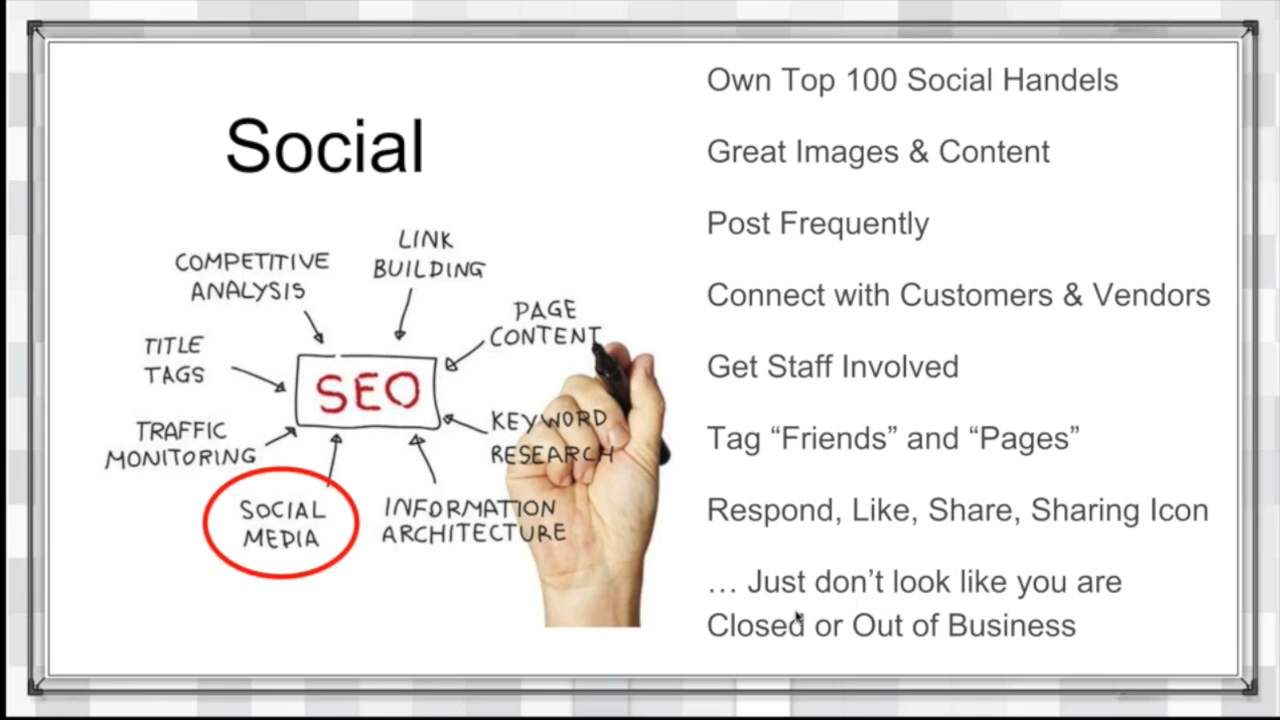 Social
COMPETITIVE
ANALYSIS
LINK
BUILDING
PAGE
CONTENT
TITLE
TAGS
SEO
KEYWORD
RESEARCH
TRAFFIC
MONITORING
SOCIAL
MEDIA
INFORMATION
ARCHITECTURE
Own Top 100 Social Handels
Great Images & Content
Post Frequently
Connect with Customers & Vendors
Get Staff Involved
Tag “Friends” and “Pages”
Respond, Like, Share, Sharing Icon
… Just don’t look like you are
Closed or Out of Business